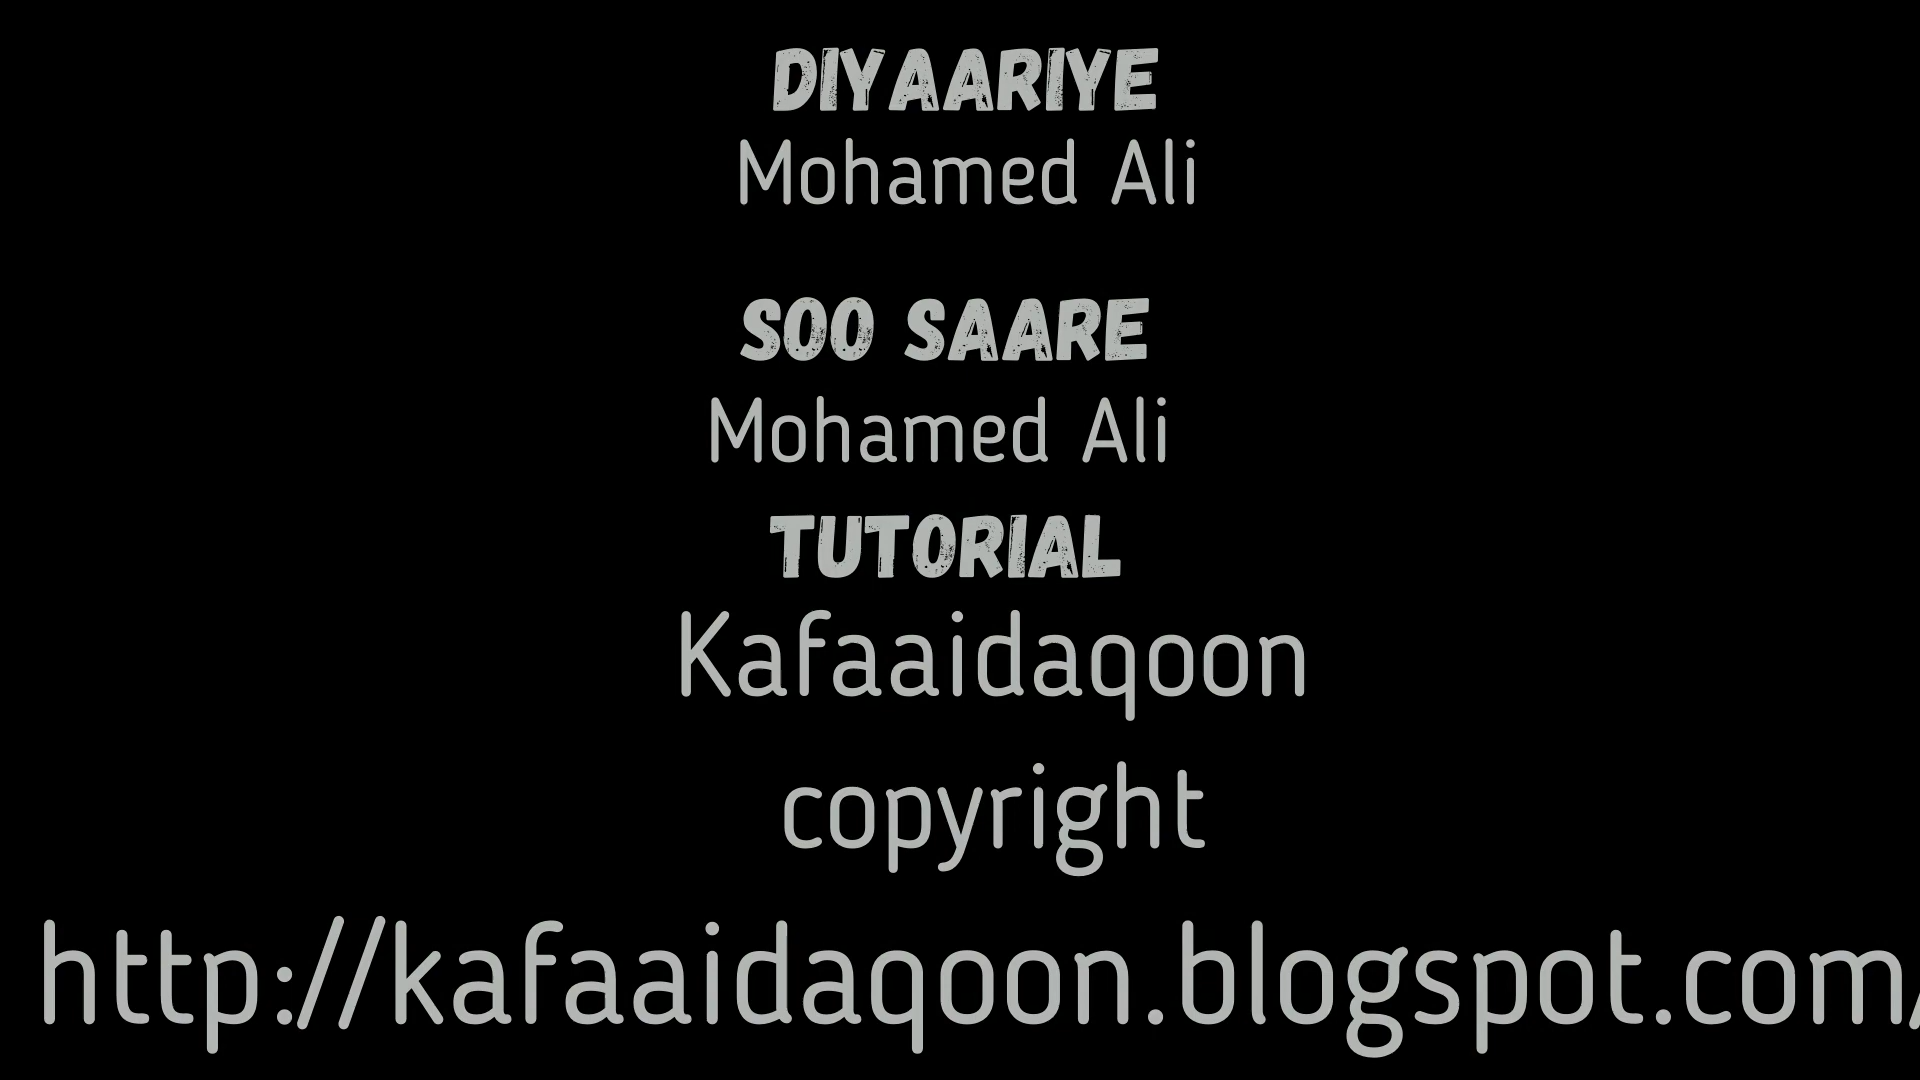 DIYAARIYE
Mohamed Ali
SOO SAARE
Mohamed Ali
TUTORIAL
Kafaaidaqoon
copyright
http://kafaaidaqoon.blogspot.com/